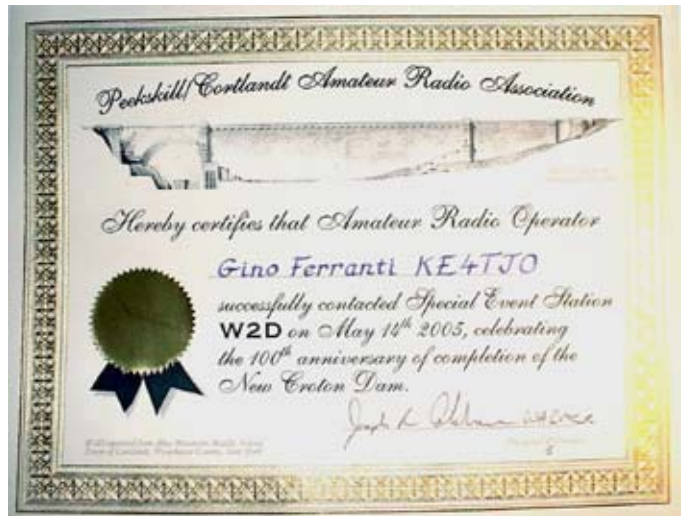 Peekskill/Cortlandt Amateur Radio Association
Hereby certifies that Amateur Radio Operator
Gino Ferranti KE4TJO
successfully contacted Special Event Station
W2D on May 14th 2005, celebrating
the 100th anniversary of completion of the
New Croton Dam.